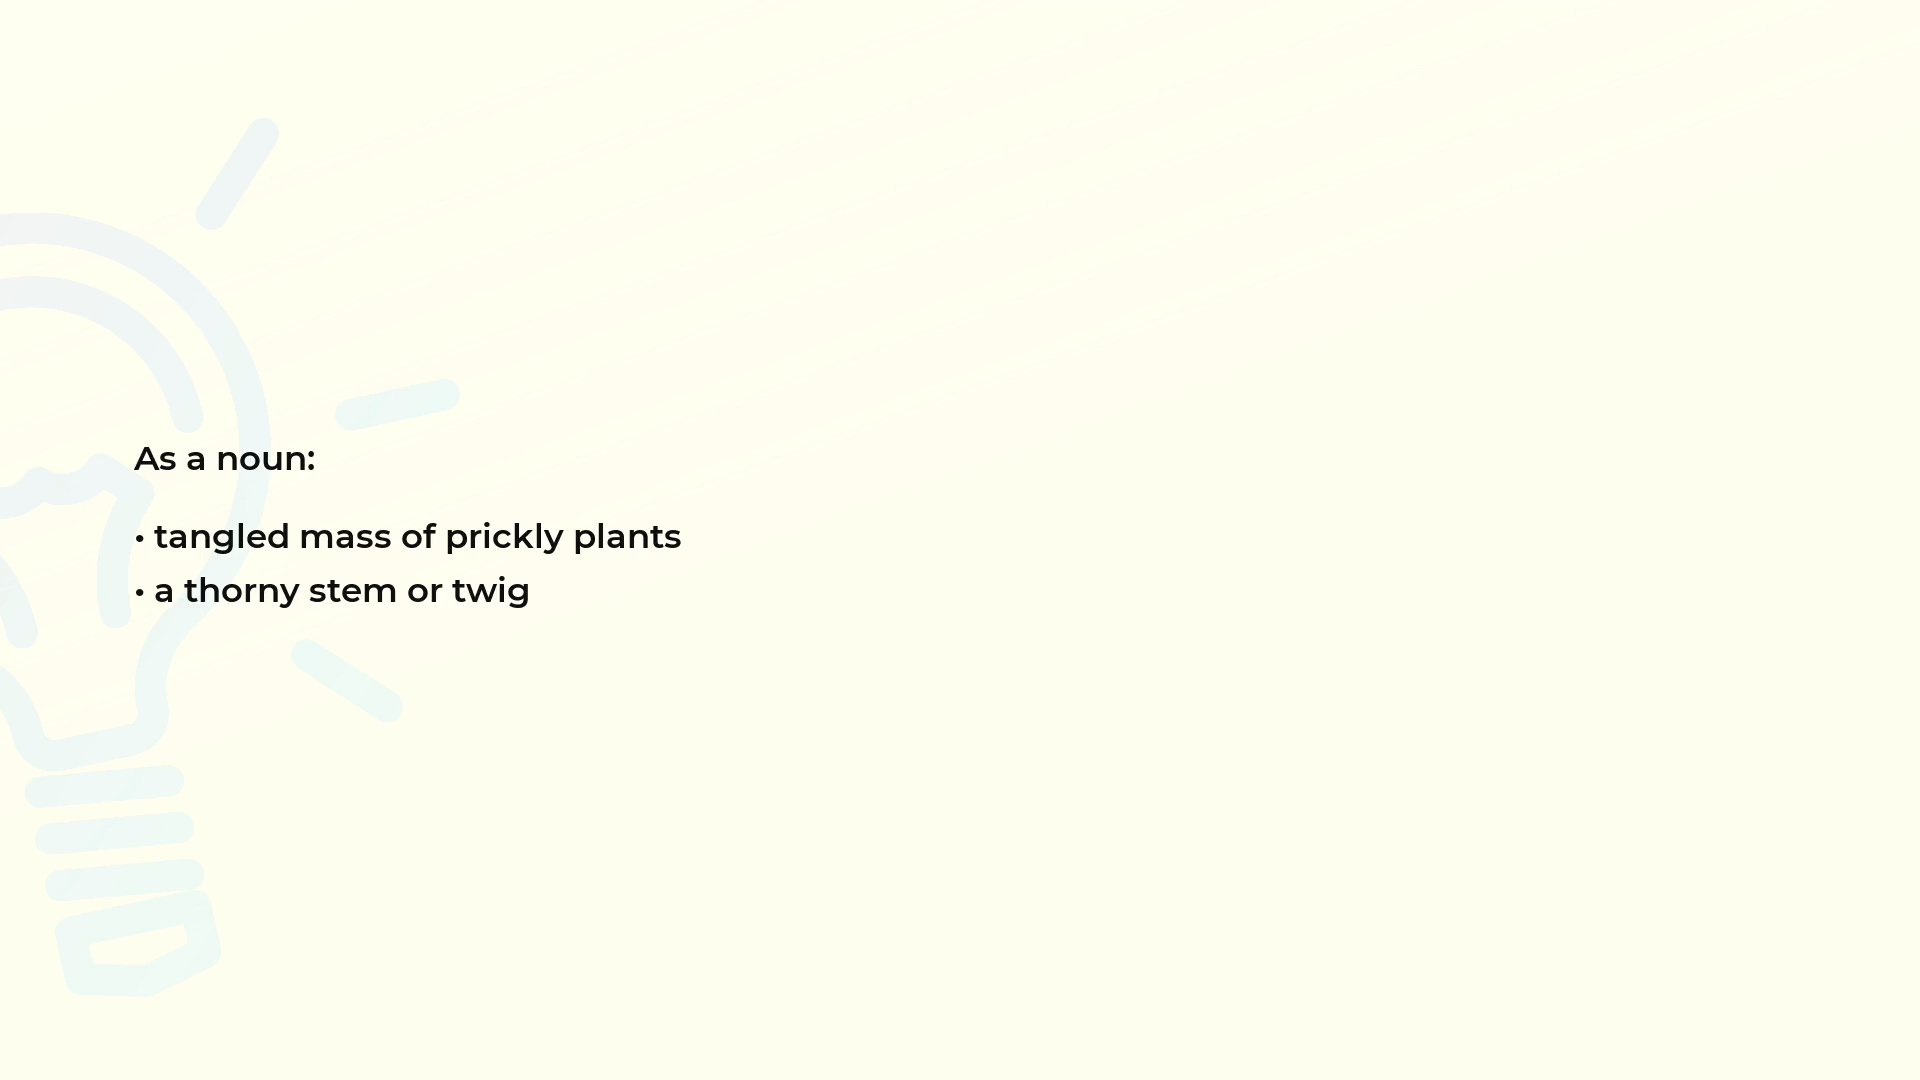 As a noun:
• tangled mass of prickly plants
• a thorny stem or twig